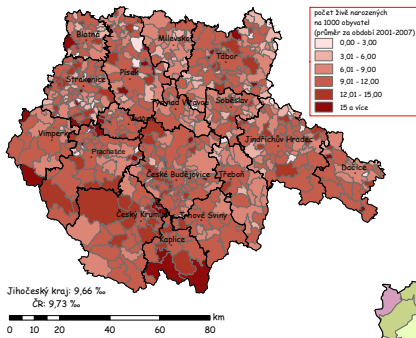 počet živě narozených
na 1000 obyvatel
(průměr za období 2001-2007)
0,00 - 3,00
3,01 - 6,00
6,01 - 9,00
9,01 - 12,00
12,01 - 15,00
15 a více
Blatná
Milevsko
Tábor
Písek
Strakonice
Soběslav
Týn nad Vltavou
Vimperk
Jindřichův Hradec
Prachatice
Dačice
České Budějovice
Třeboň
Český Krumlov
Trhové Sviny
Kaplice
Jihočeský kraj: 9,66 ‰
ČR: 9,73 ‰
0 10 20 40 60 80
km